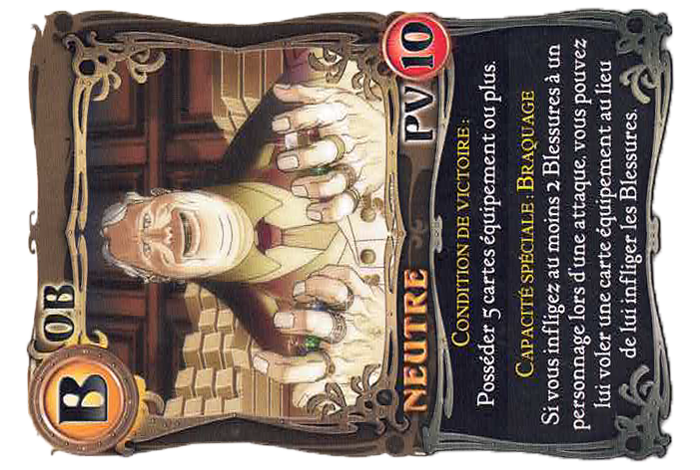 B
OB
NEUTRE
PV 10
CONDITION DE VICTOIRE :
Posséder 5 cartes équipement ou plus.
CAPACITÉ SPÉCIALE : BRAQUAGE
Si vous infligez au moins 2 Blessures à un
personnage lors d'une attaque, vous pouvez
lui voler une carte équipement au lieu
de lui infliger les Blessures.